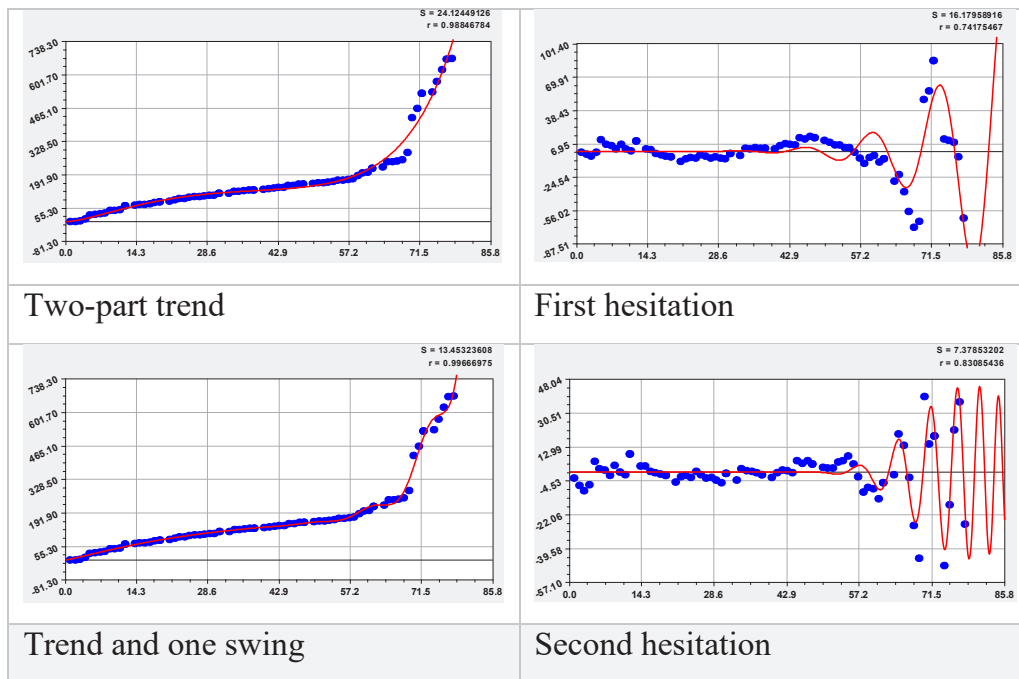 S = 24.12449126
r = 0.98846784
738.30
601.70
465.10
328.50
191.90
55.30
-81.30
0.0 14.3 28.6 42.9 57.2 71.5 85.8
S = 16.17958916
r = 0.74175467
101.40
69.91
38.43
6.95
-24.54
-56.02
-87.51
0.0 14.3 28.6 42.9 57.2 71.5 85.8
Two-part trend
First hesitation
S = 13.45323608
r = 0.99666975
738.30
601.70
465.10
328.50
191.90
55.30
-81.30
0.0 14.3 28.6 42.9 57.2 71.5 85.8
S = 7.37853202
r = 0.83085436
48.04
30.51
12.99
-4.53
-22.06
-39.58
-57.10
0.0 14.3 28.6 42.9 57.2 71.5 85.8
Trend and one swing
Second hesitation